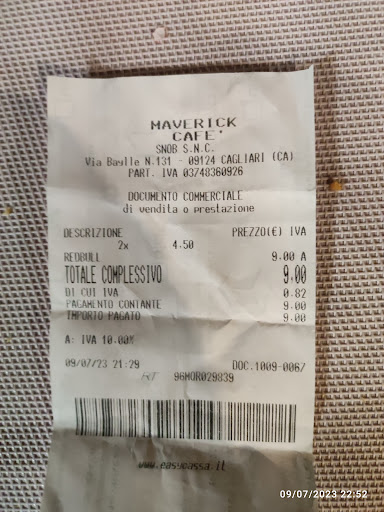 MAVERICK
CAFE'
SNOB S.N.C.
Via Baylle N.131 - 09124 CAGLIARI (CA)
PART. IVA 03748360926
DOCUMENTO COMMERCIALE
di vendita o prestazione
DESCRIZIONE PREZZO(€) IVA
2x 4.50
REDBULL 9.00 A
TOTALE COMPLESSIVO 9,00
DI CUI IVA 0.82
PAGAMENTO CONTANTE 9.00
IMPORTO PAGATO 9.00
A: IVA 10.00%
09/07/23 21:29 DOC.1009-0067
RT 96MOR029839
www.easycassa.it
09/07/2023 22:52